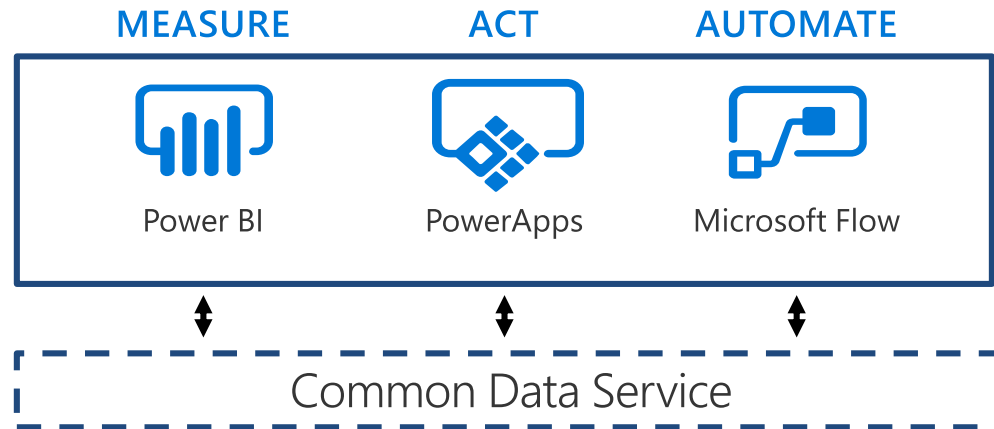 MEASURE ACT AUTOMATE
Power BI PowerApps Microsoft Flow
Common Data Service